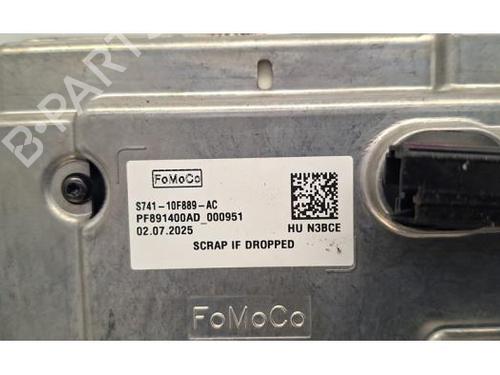 B-PARTS
FoMoCo
S741-10F889-AC
PF891400AD_000951
02.07.2025
HU N3BCE
SCRAP IF DROPPED
FoMoCo